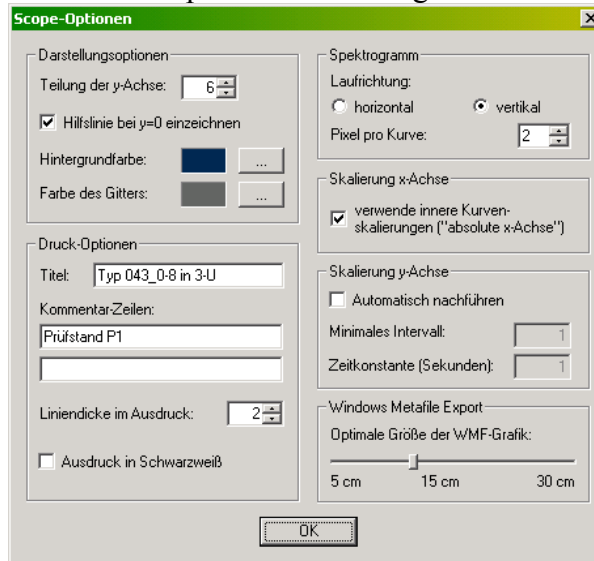 Scope-Optionen
Darstellungsoptionen
Teilung der y-Achse: 6
Hilfslinie bei y=0 einzeichnen
Hintergrundfarbe: ...
Farbe des Gitters: ...
Druck-Optionen
Titel: Typ 043_0-8 in 3-U
Kommentar-Zeilen:
Prüfstand P1
Liniendicke im Ausdruck: 2
Ausdruck in Schwarzweiß
Spektrogramm
Laufrichtung:
horizontal vertikal
Pixel pro Kurve: 2
Skalierung x-Achse
verwende innere Kurven-
skalierungen ("absolute x-Achse")
Skalierung y-Achse
Automatisch nachführen
Minimales Intervall: 1
Zeitkonstante (Sekunden): 1
Windows Metafile Export
Optimale Größe der WMF-Grafik:
5 cm 15 cm 30 cm
OK